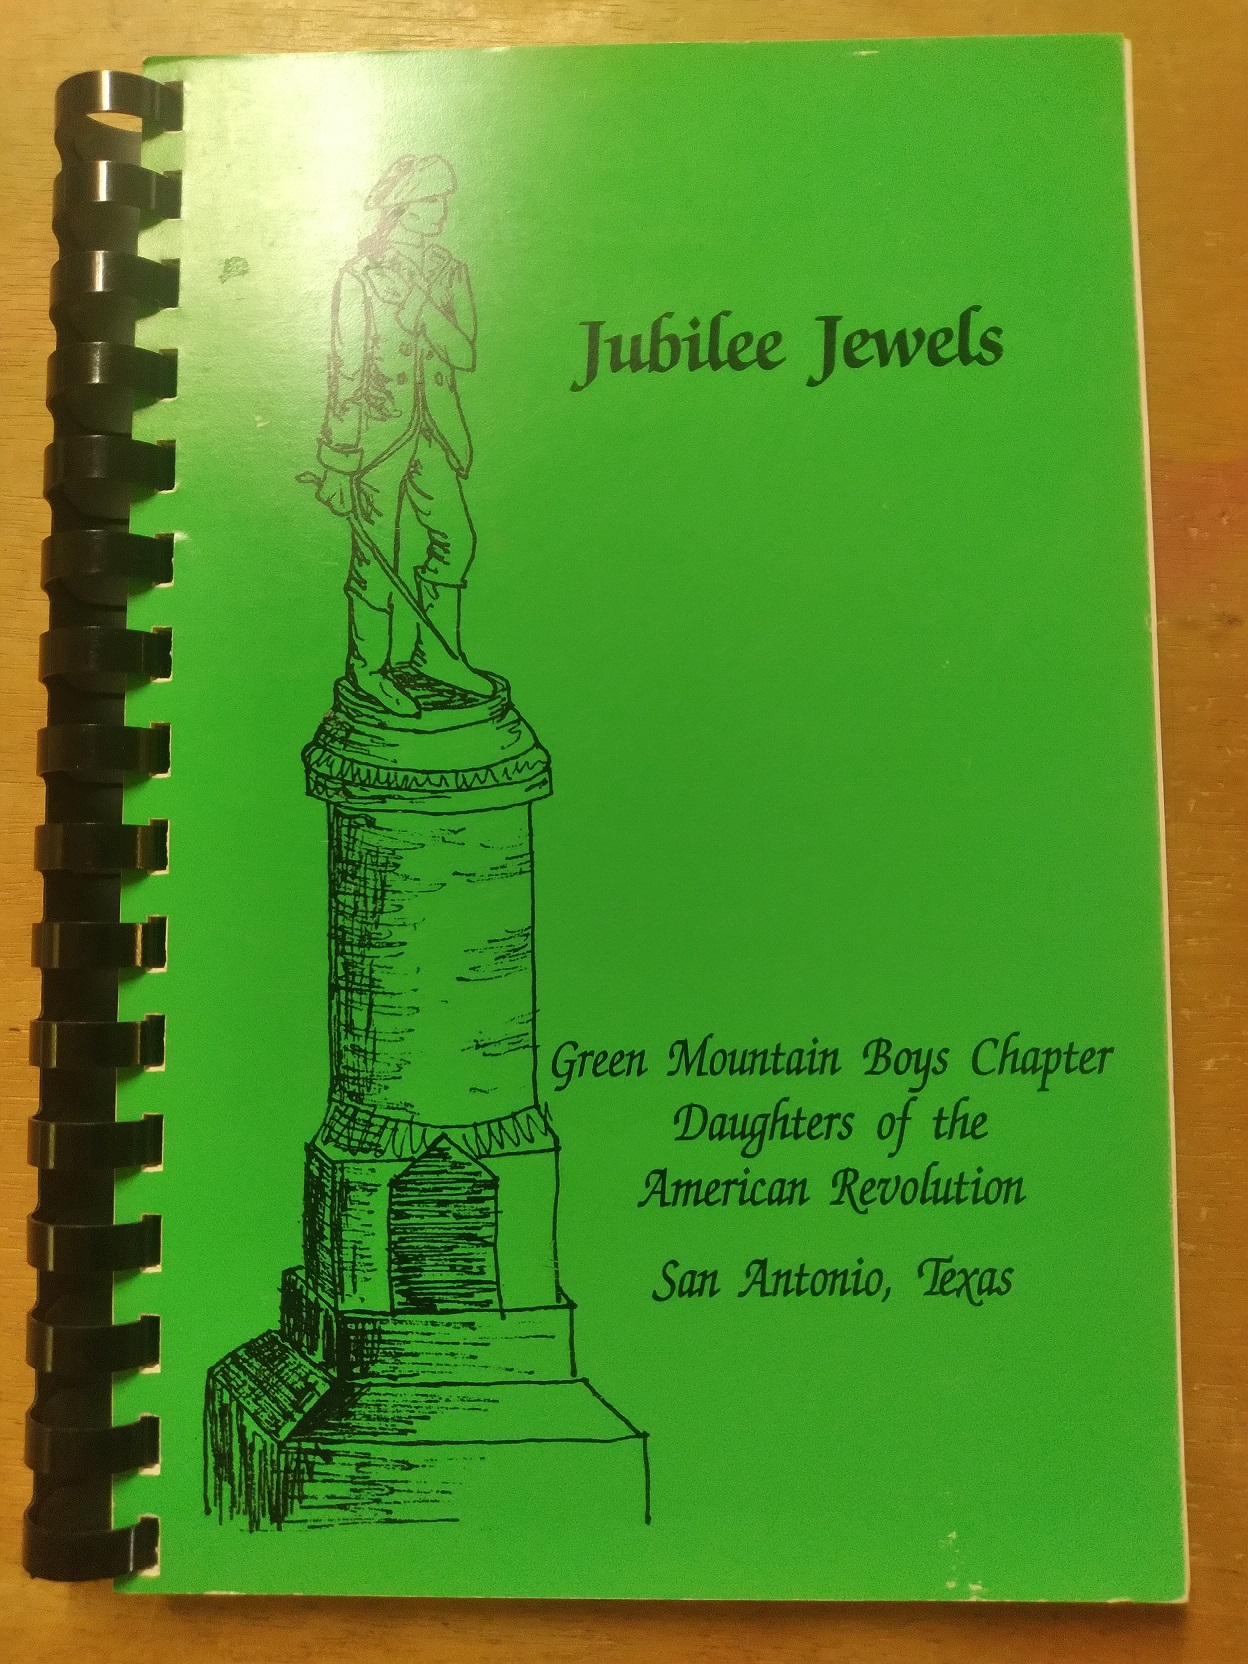 Jubilee Jewels
Green Mountain Boys Chapter
Daughters of the
American Revolution
San Antonio, Texas